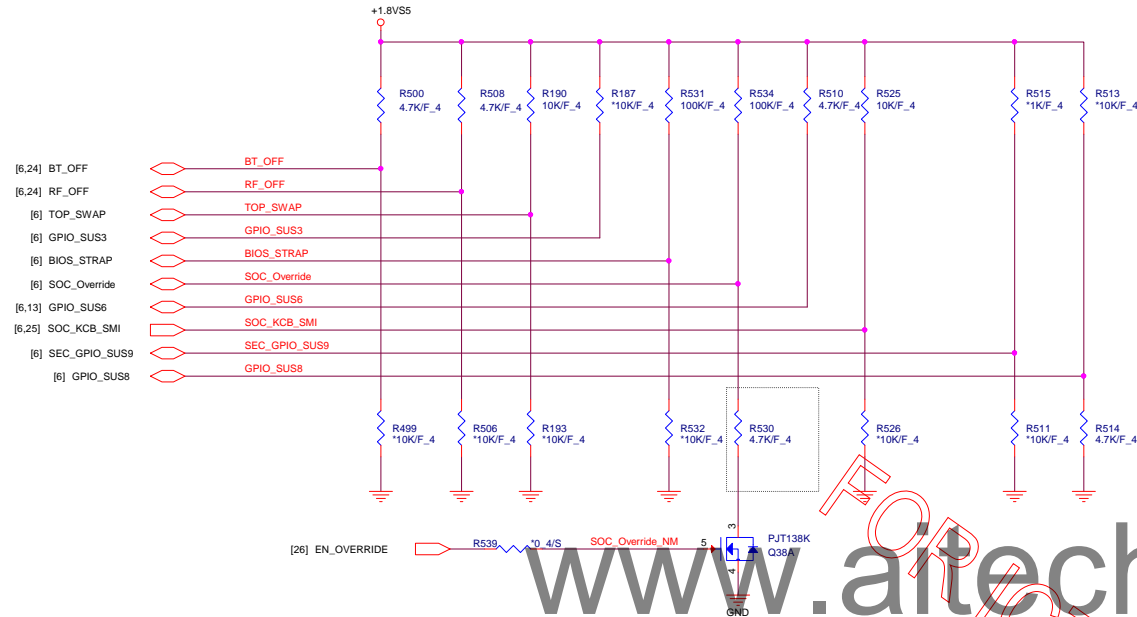 +1.8VS5
R500
4.7K/F_4
R508
4.7K/F_4
R190
10K/F_4
R187
*10K/F_4
R531
100K/F_4
R534
100K/F_4
R510
4.7K/F_4
R525
10K/F_4
R515
*1K/F_4
R513
*10K/F_4
[6,24] BT_OFF BT_OFF
[6,24] RF_OFF RF_OFF
[6] TOP_SWAP TOP_SWAP
[6] GPIO_SUS3 GPIO_SUS3
[6] BIOS_STRAP BIOS_STRAP
[6] SOC_Override SOC_Override
[6,13] GPIO_SUS6 GPIO_SUS6
[6,25] SOC_KCB_SMI SOC_KCB_SMI
[6] SEC_GPIO_SUS9 SEC_GPIO_SUS9
[6] GPIO_SUS8 GPIO_SUS8
R499
*10K/F_4
R506
*10K/F_4
R193
*10K/F_4
R532
*10K/F_4
R530
4.7K/F_4
R526
*10K/F_4
R511
*10K/F_4
R514
4.7K/F_4
[26] EN_OVERRIDE R539 *0_4/S SOC_Override_NM 5
3
4
PJT138K
Q38A
GND
FOR
www.aitech